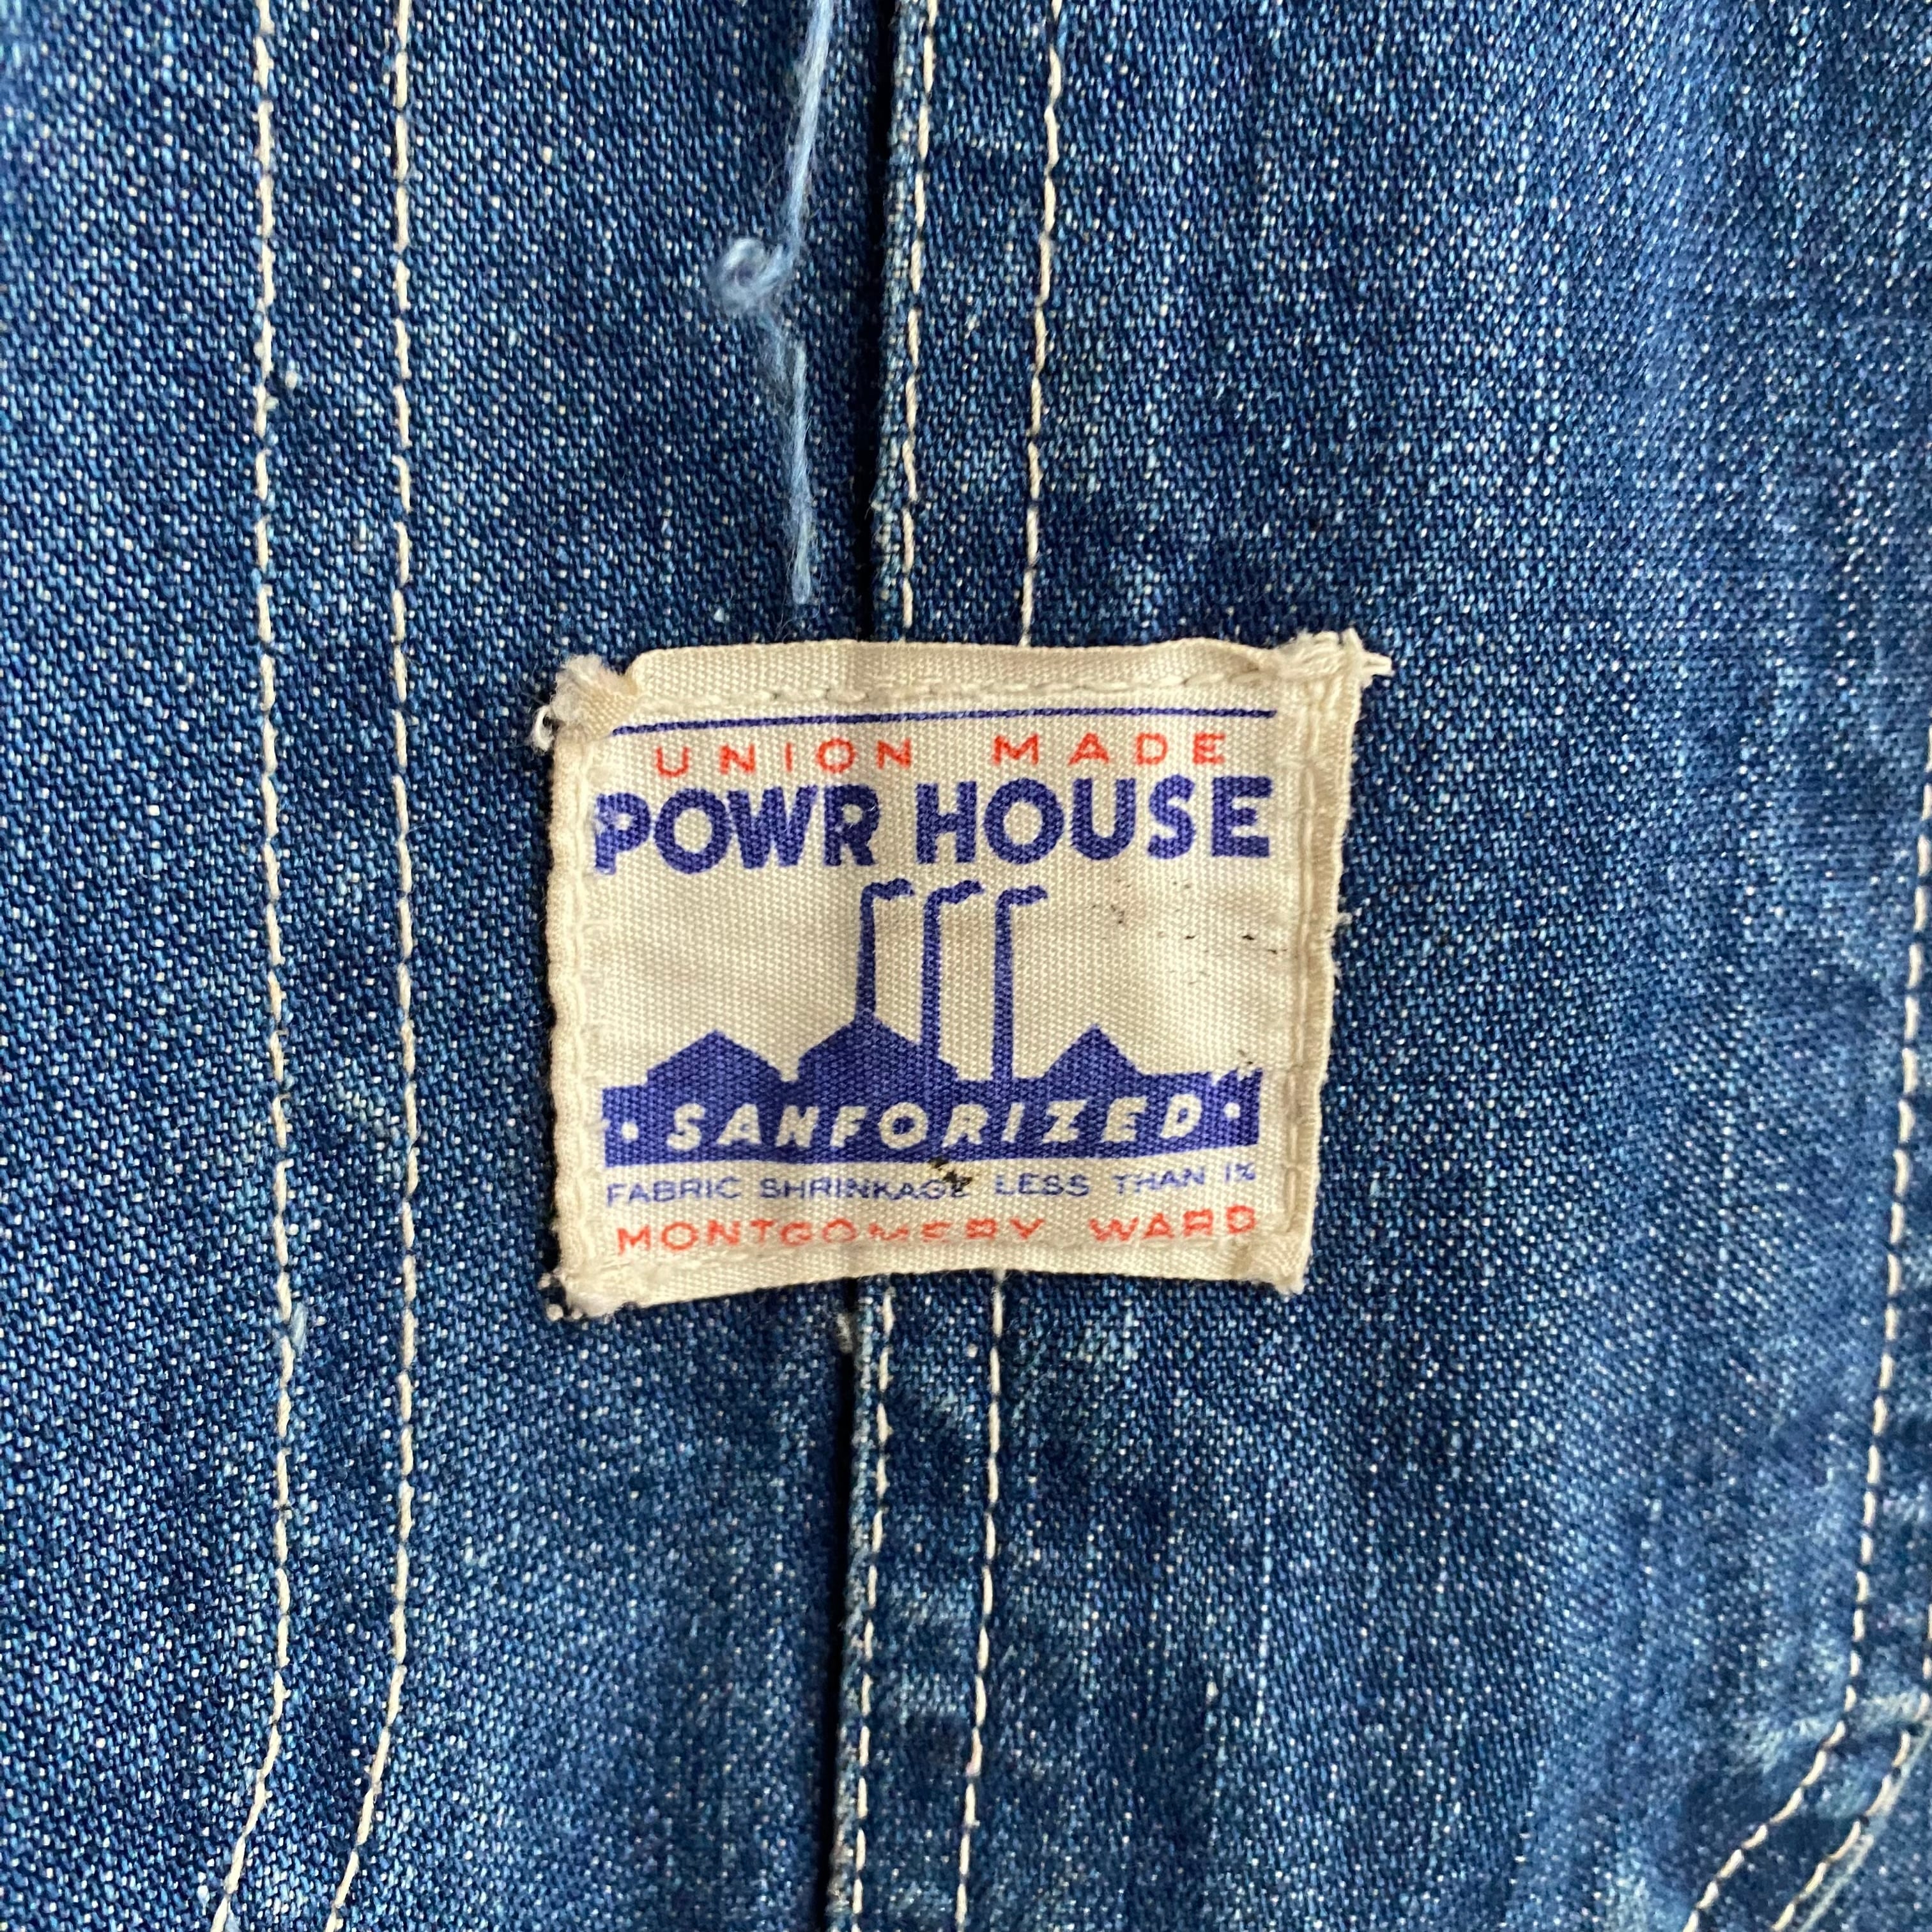 UNION MADE
POWR HOUSE
• SANFORIZED •
FABRIC SHRINKAGE LESS THAN 1%
MONTGOMERY WARD